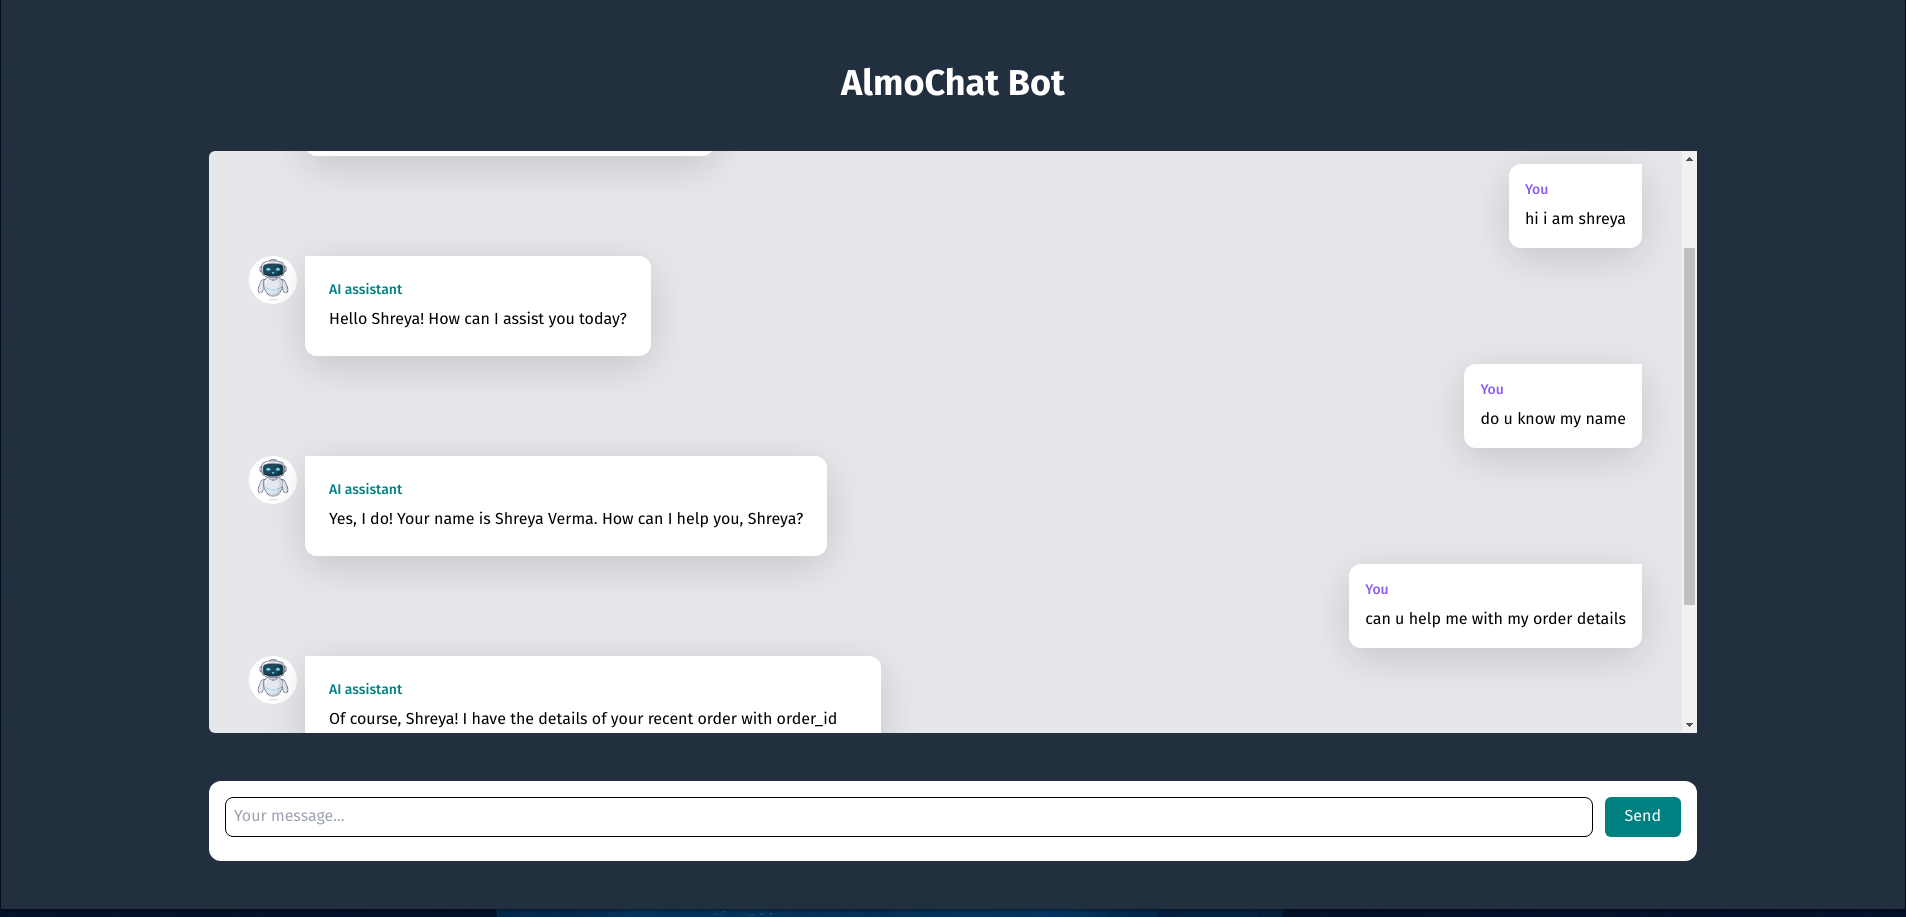 AlmoChat Bot
You
hi i am shreya
AI assistant
Hello Shreya! How can I assist you today?
You
do u know my name
AI assistant
Yes, I do! Your name is Shreya Verma. How can I help you, Shreya?
You
can u help me with my order details
AI assistant
Of course, Shreya! I have the details of your recent order with order_id
Your message...
Send